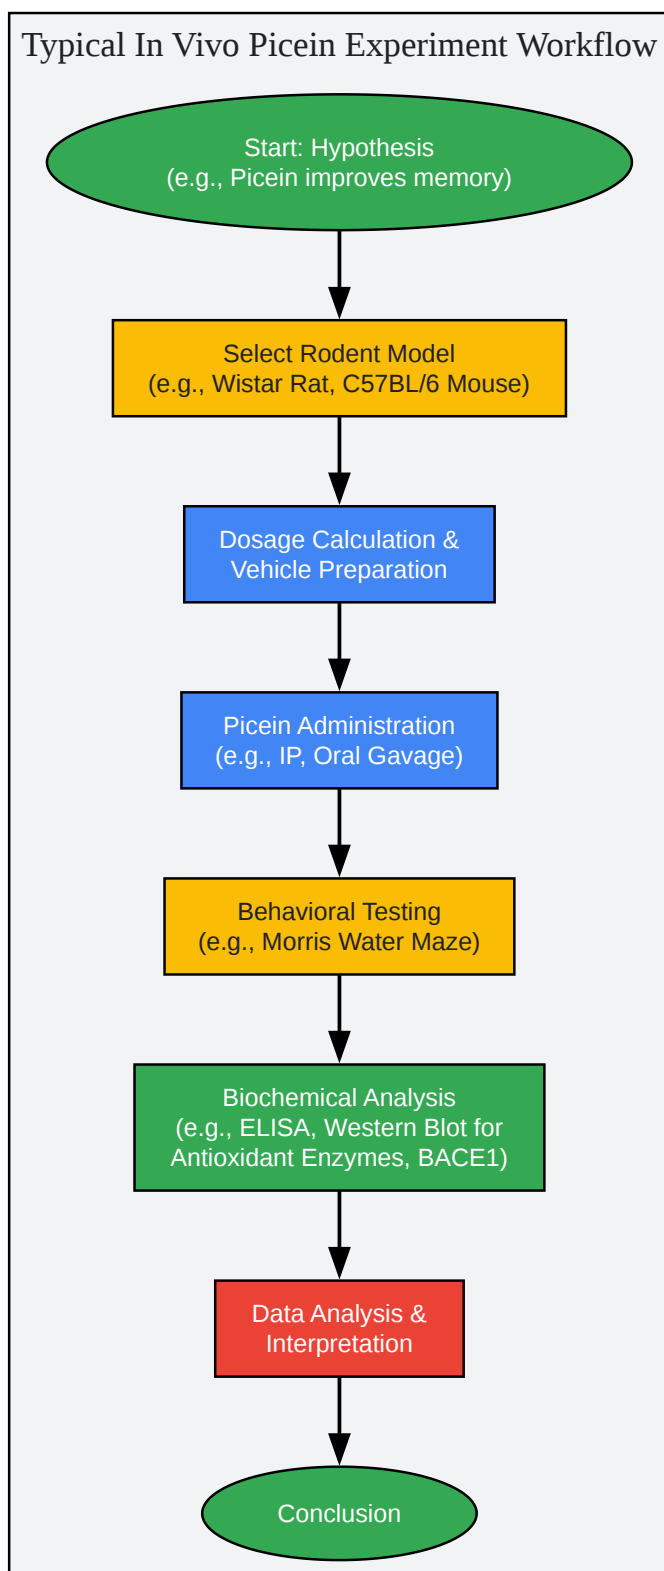 Typical In Vivo Picein Experiment Workflow
Start: Hypothesis
(e.g., Picein improves memory)
Select Rodent Model
(e.g., Wistar Rat, C57BL/6 Mouse)
Dosage Calculation &
Vehicle Preparation
Picein Administration
(e.g., IP, Oral Gavage)
Behavioral Testing
(e.g., Morris Water Maze)
Biochemical Analysis
(e.g., ELISA, Western Blot for
Antioxidant Enzymes, BACE1)
Data Analysis &
Interpretation
Conclusion